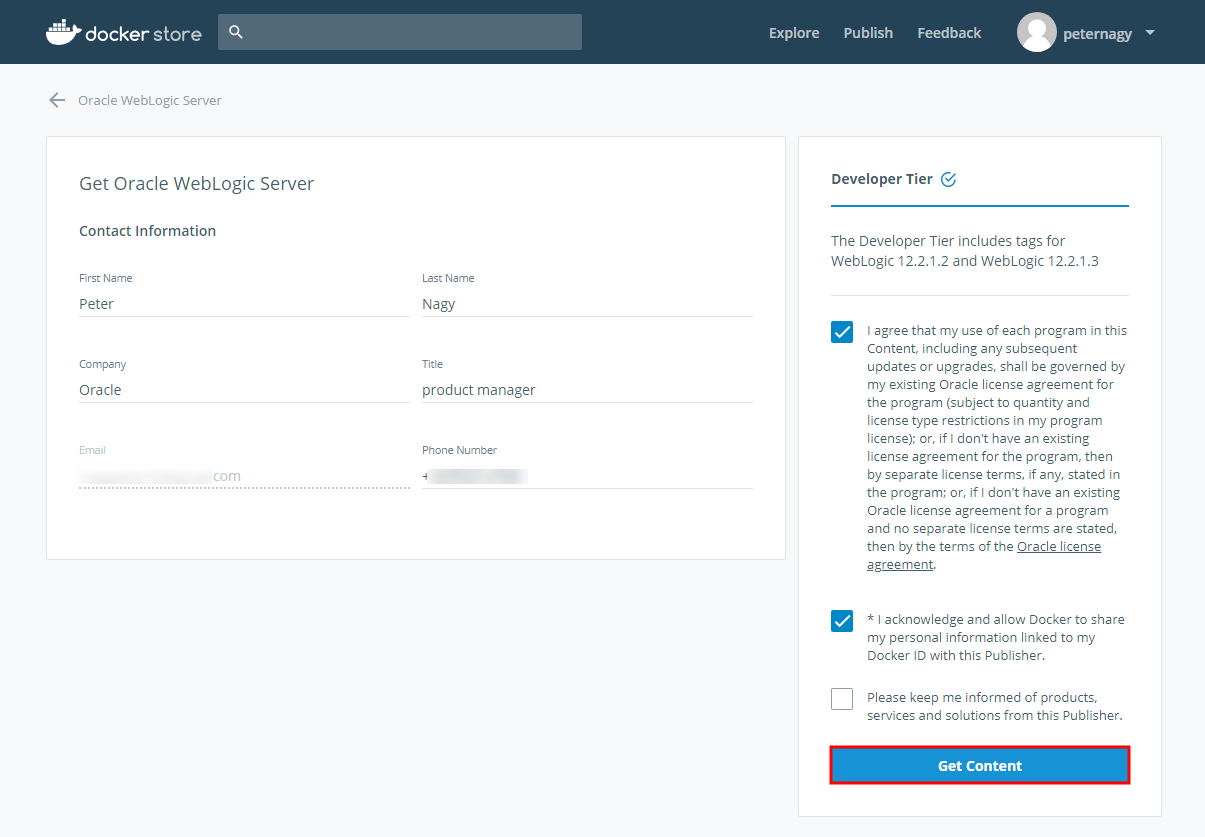 docker store
Explore
Publish
Feedback
peternagy
Oracle WebLogic Server
Get Oracle WebLogic Server
Contact Information
First Name
Last Name
Peter
Nagy
Company
Title
Oracle
product manager
Email
Phone Number
com
+
Developer Tier
The Developer Tier includes tags for
WebLogic 12.2.1.2 and WebLogic 12.2.1.3
I agree that my use of each program in this
Content, including any subsequent
updates or upgrades, shall be governed by
my existing Oracle license agreement for
the program (subject to quantity and
license type restrictions in my program
license); or, if I don't have an existing
license agreement for the program, then
by separate license terms, if any, stated in
the program; or, if I don't have an existing
Oracle license agreement for a program
and no separate license terms are stated,
then by the terms of the Oracle license
agreement.
* I acknowledge and allow Docker to share
my personal information linked to my
Docker ID with this Publisher.
Please keep me informed of products,
services and solutions from this Publisher.
Get Content